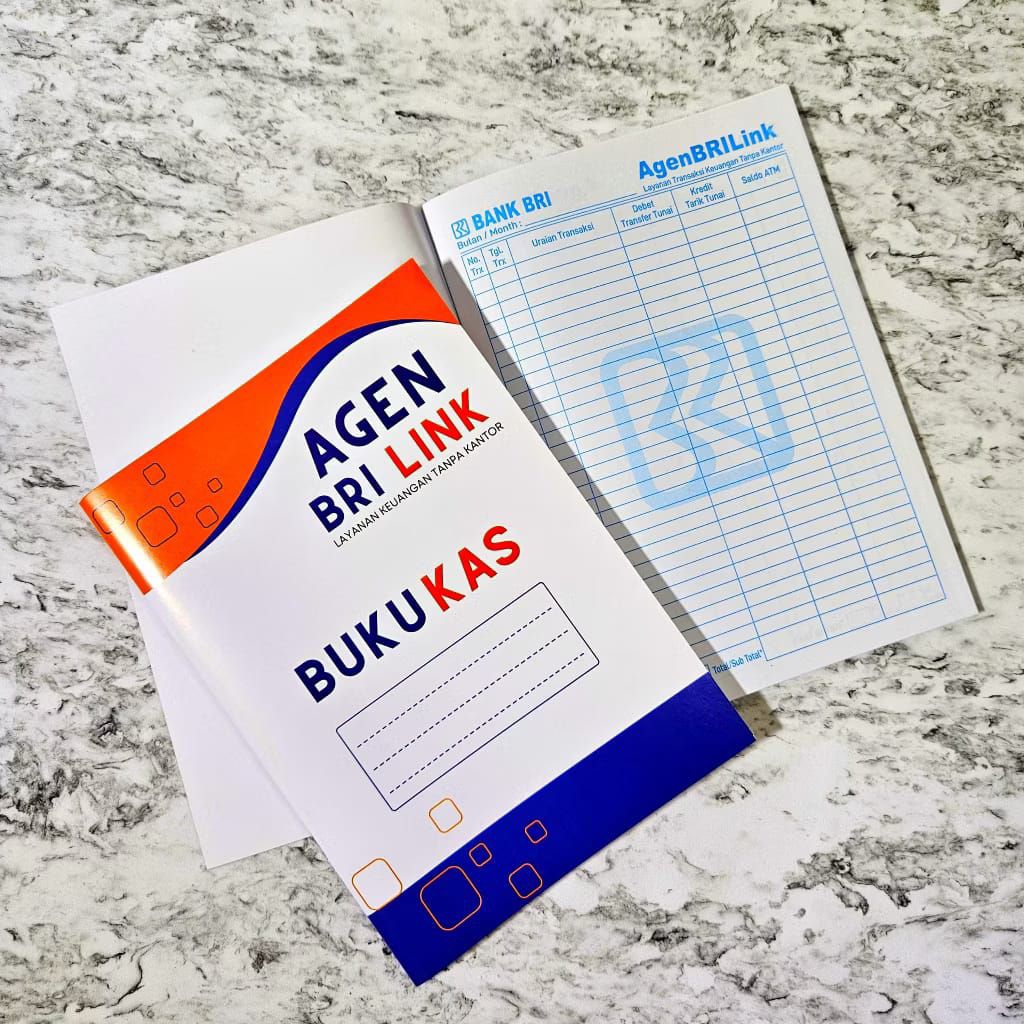 AGEN
BRI LINK
LAYANAN KEUANGAN TANPA KANTOR
BUKU KAS
BANK BRI
AgenBRILink
Layanan Transaksi Keuangan Tanpa Kantor
Bulan / Month :
No. Trx
Tgl. Trx
Uraian Transaksi
Debet Transfer Tunai
Kredit Tarik Tunai
Saldo ATM
Total/Sub Total*